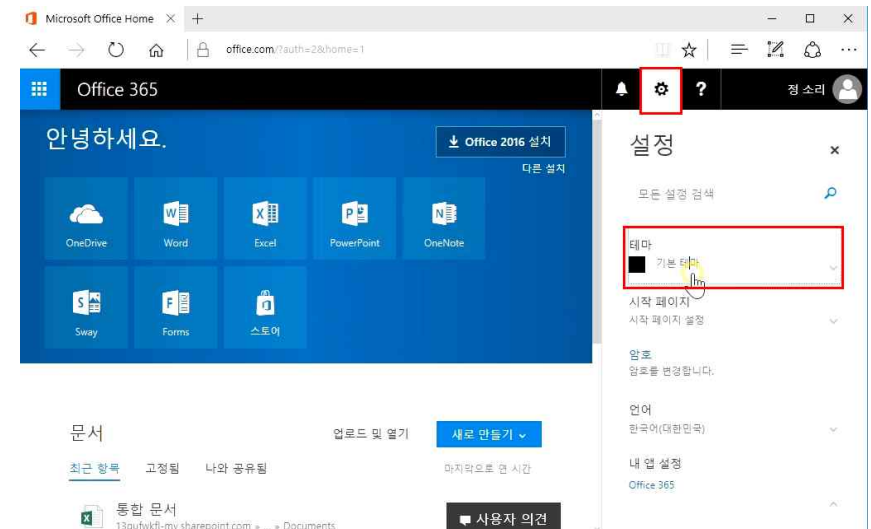 Microsoft Office Home
office.com/?auth=2&home=1
Office 365
?
정 소리
안녕하세요.
Office 2016 설치
다른 설치
OneDrive
Word
Excel
PowerPoint
OneNote
Sway
Forms
스토어
문서
업로드 및 열기
새로 만들기
최근 항목 고정됨 나와 공유됨
마지막으로 연 시간
통합 문서
» ... » Documents
사용자 의견
설정
모든 설정 검색
테마
기본 테마
시작 페이지
시작 페이지 설정
암호
암호를 변경합니다.
언어
한국어(대한민국)
내 앱 설정
Office 365